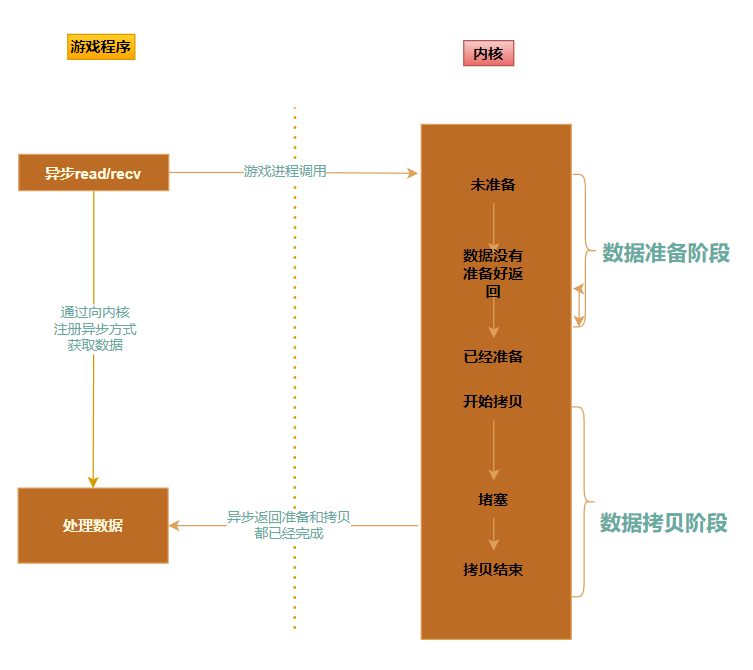 游戏程序
内核
异步read/recv
游戏进程调用
未准备
数据没有
准备好返
回
数据准备阶段
通过向内核
注册异步方式
获取数据
已经准备
开始拷贝
堵塞
数据拷贝阶段
处理数据
异步返回准备和拷贝
都已经完成
拷贝结束